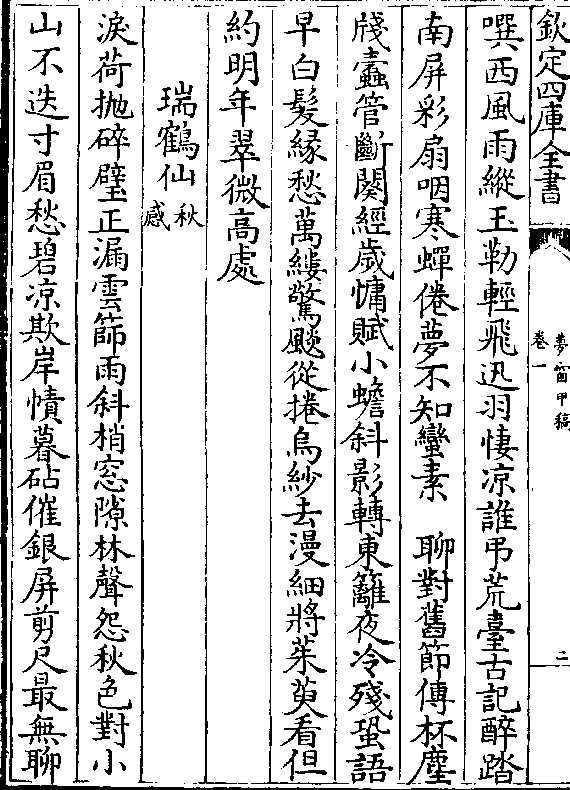 欽定四庫全書
夢窗甲稿
卷一
二
噀西風雨縱玉勒輕飛迅羽悽涼誰弔荒臺古記醉踏
南屏彩扇咽寒蟬倦夢不知蠻素　聊對舊節傳杯塵
牋蠧管斷闋經歲慵賦小蟾斜影轉東籬夜冷殘蛩語
早白髮緣愁萬縷驚飈從捲烏紗去漫細將茱萸看但
約明年翠微高處
瑞鶴仙秋感
淚荷抛碎璧正漏雲篩雨斜梢窓隙林聲怨秋色對小
山不迭寸眉愁碧凉欺岸幘暮砧催銀屏剪尺最無聊